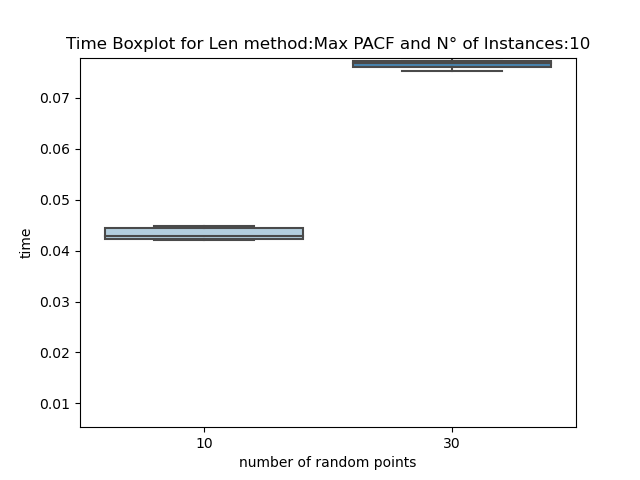 Time Boxplot for Len method:Max PACF and N° of Instances:10
0.07
0.06
0.05
0.04
0.03
0.02
0.01
time
10 30
number of random points